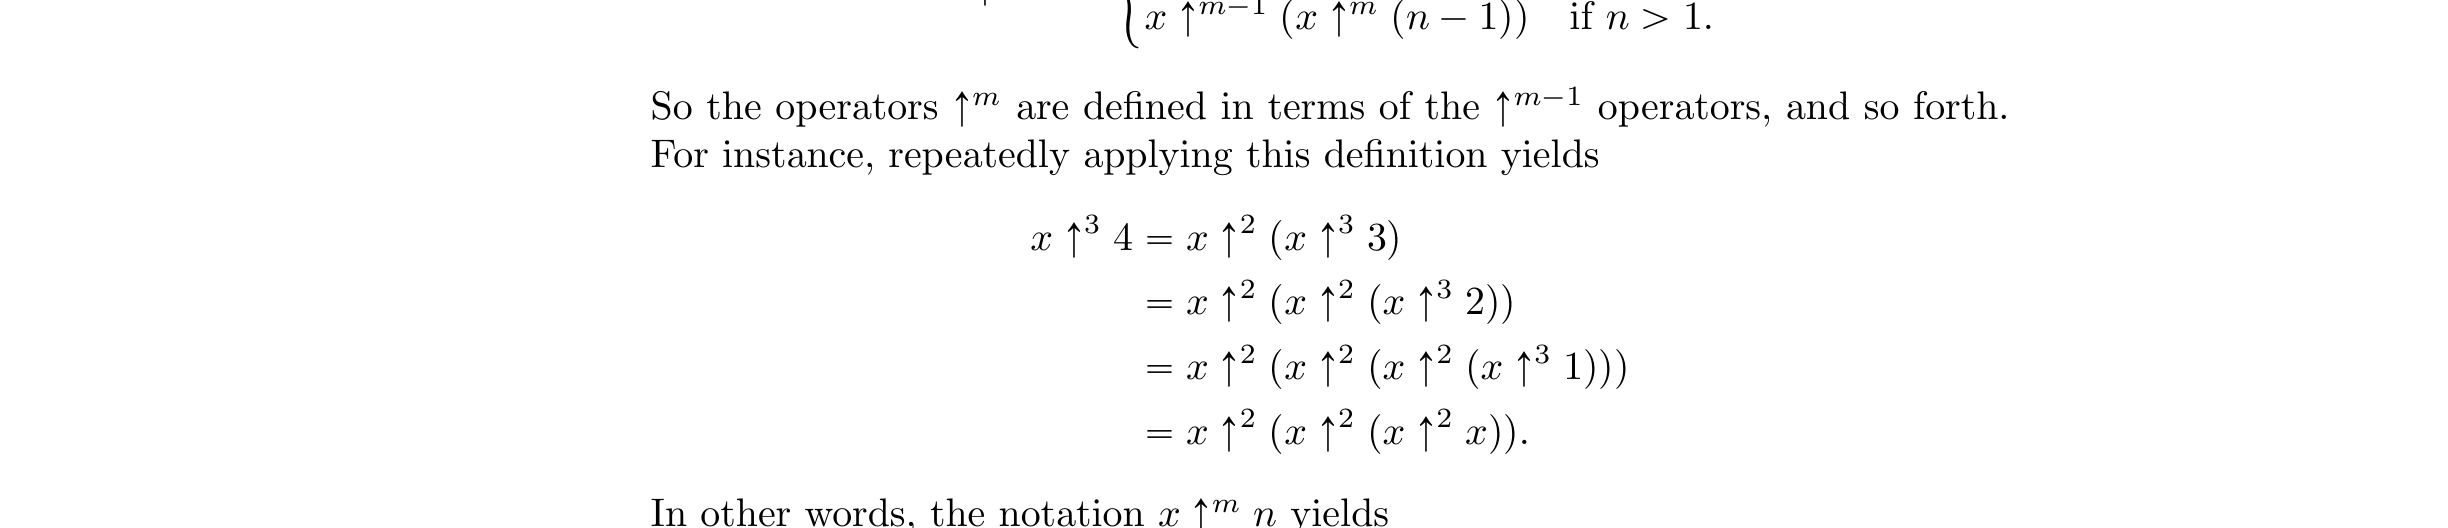 x ↑^{m−1} (x ↑^m (n − 1)) if n > 1.
So the operators ↑^m are defined in terms of the ↑^{m−1} operators, and so forth.
For instance, repeatedly applying this definition yields
x ↑^3 4 = x ↑^2 (x ↑^3 3)
= x ↑^2 (x ↑^2 (x ↑^3 2))
= x ↑^2 (x ↑^2 (x ↑^2 (x ↑^3 1)))
= x ↑^2 (x ↑^2 (x ↑^2 x)).
In other words, the notation x ↑^m n yields